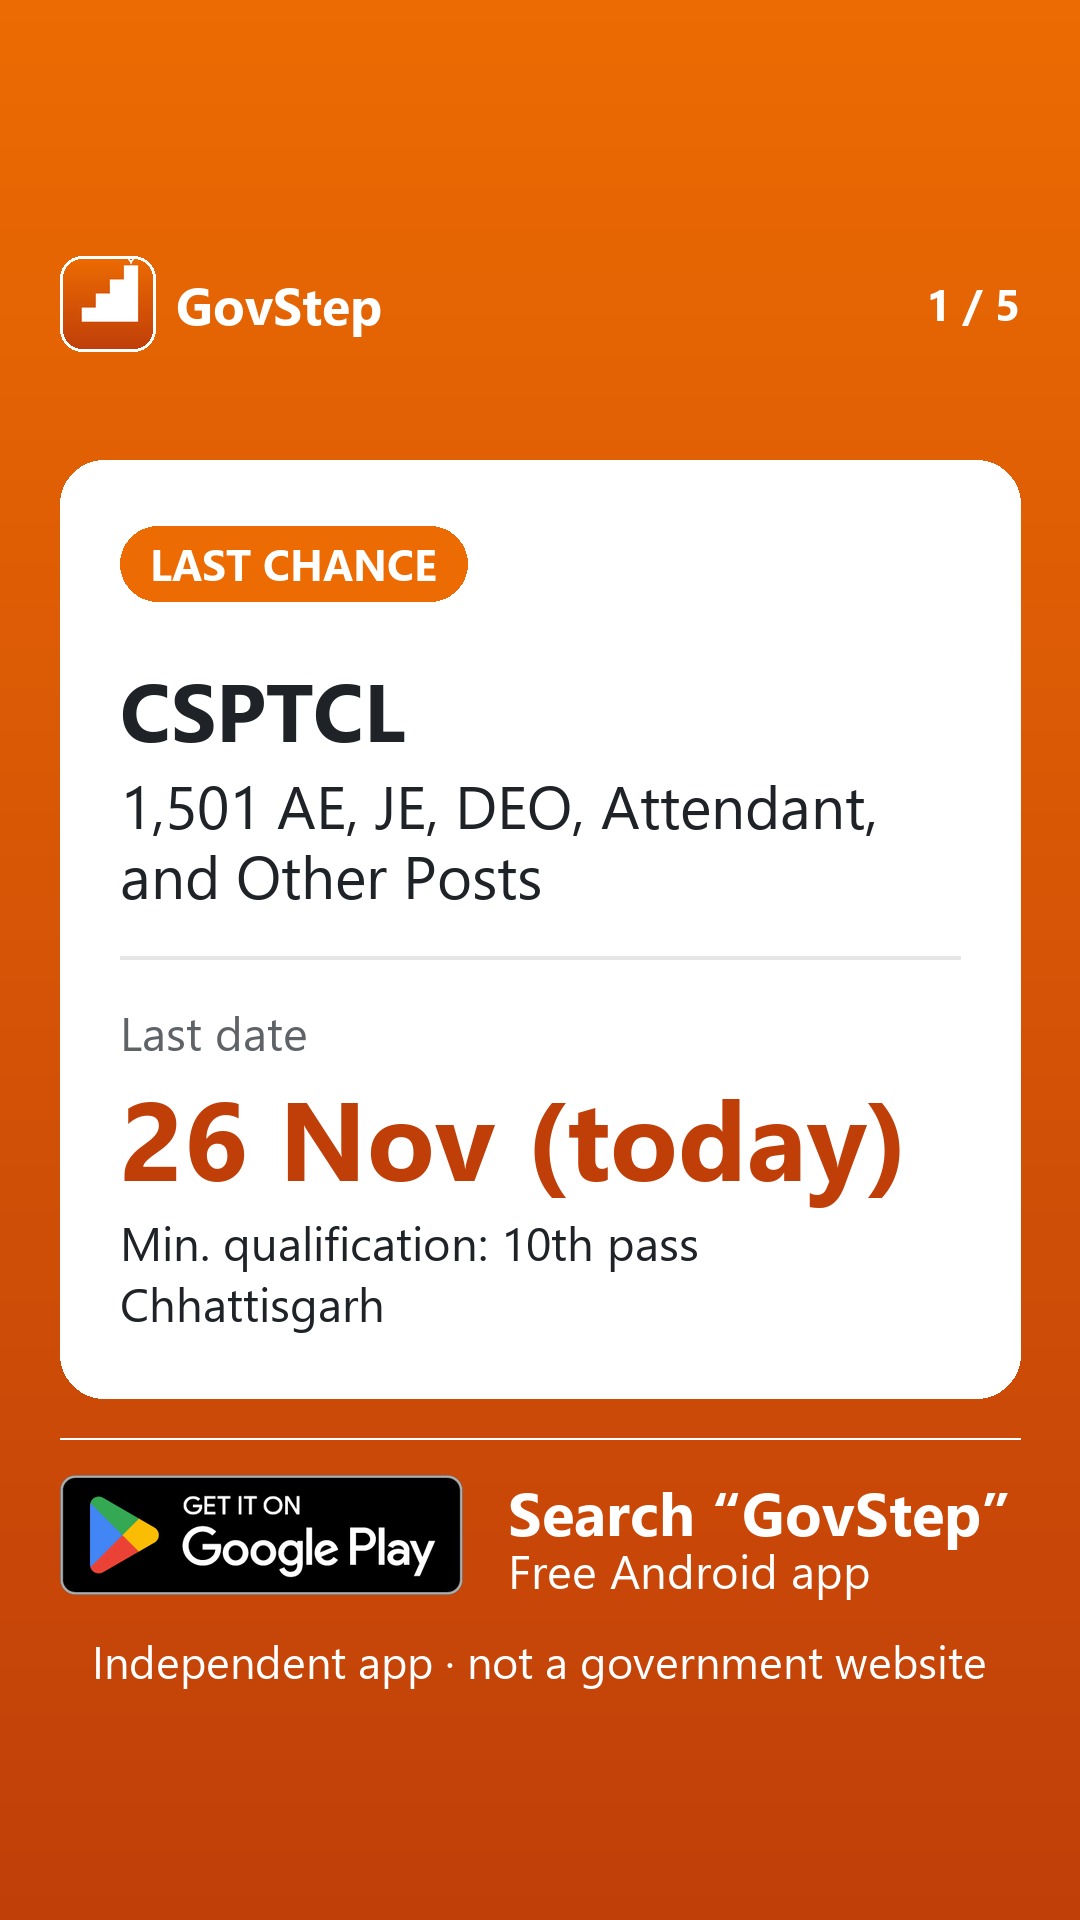 GovStep
1 / 5
LAST CHANCE
CSPTCL
1,501 AE, JE, DEO, Attendant,
and Other Posts
Last date
26 Nov (today)
Min. qualification: 10th pass
Chhattisgarh
GET IT ON
Google Play
Search “GovStep”
Free Android app
Independent app · not a government website